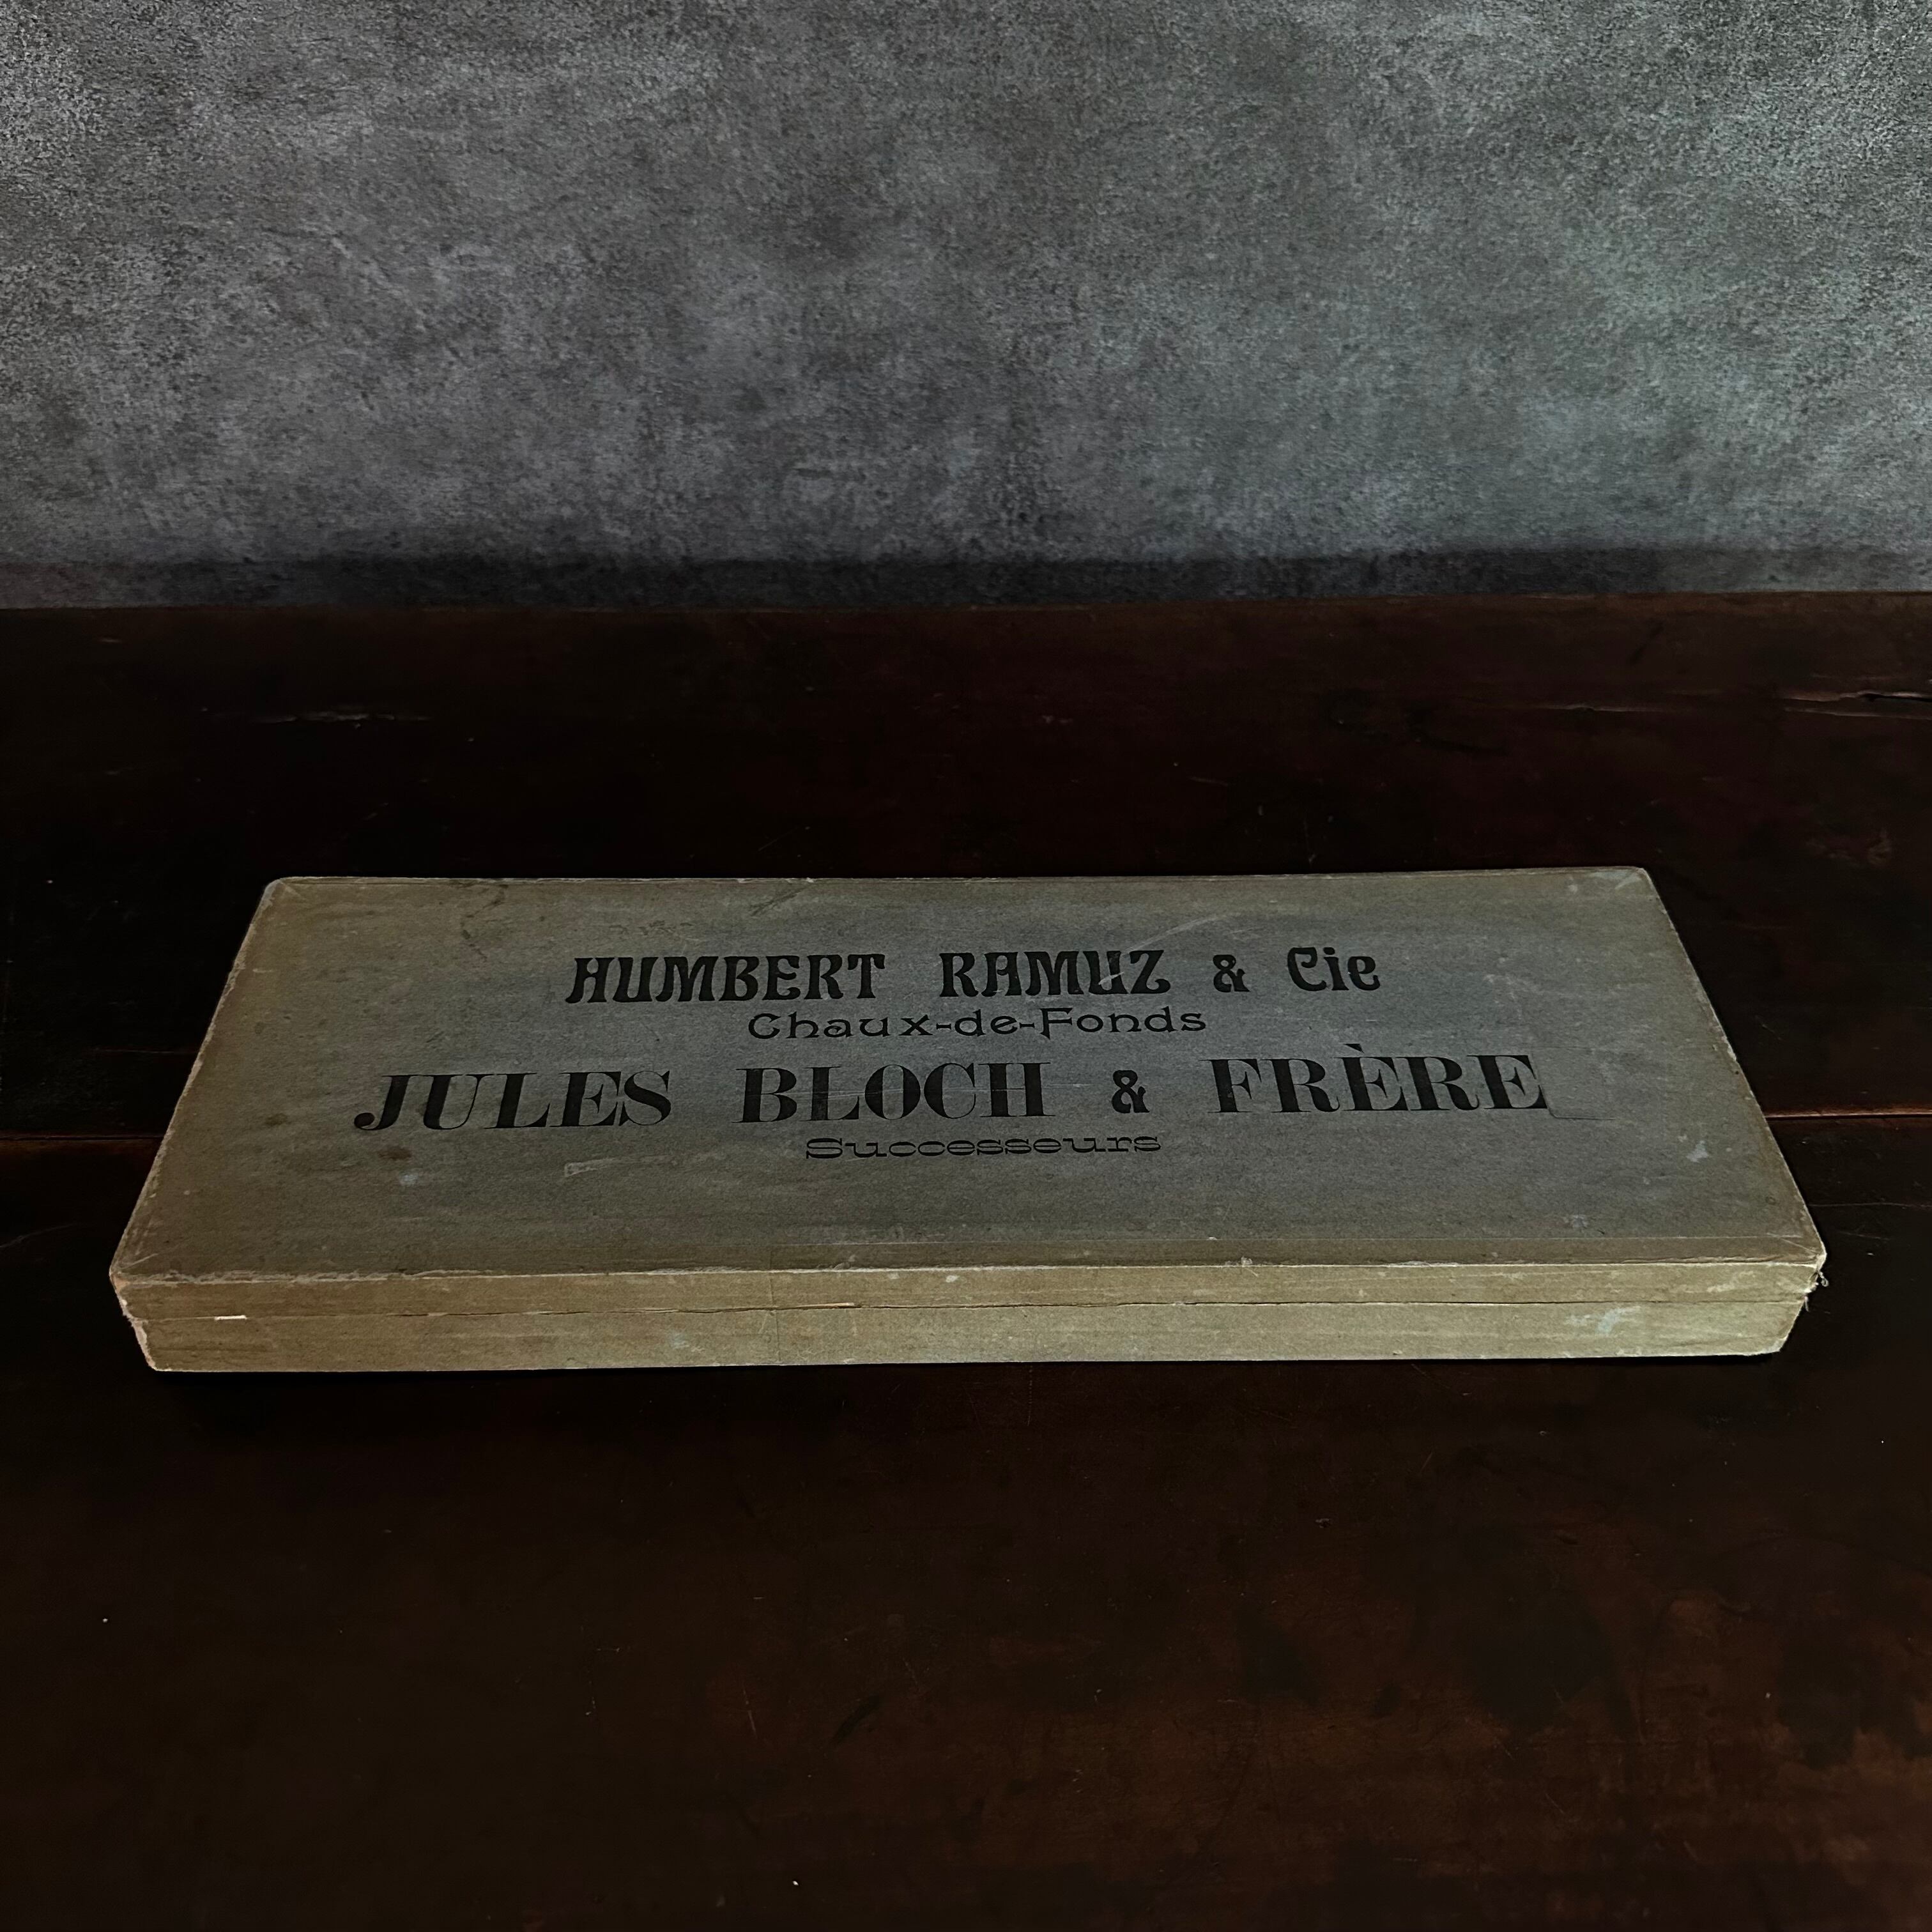 HUMBERT RAMUZ & Cie
Chaux-de-Fonds
JULES BLOCH & FRÈRE
Successeurs